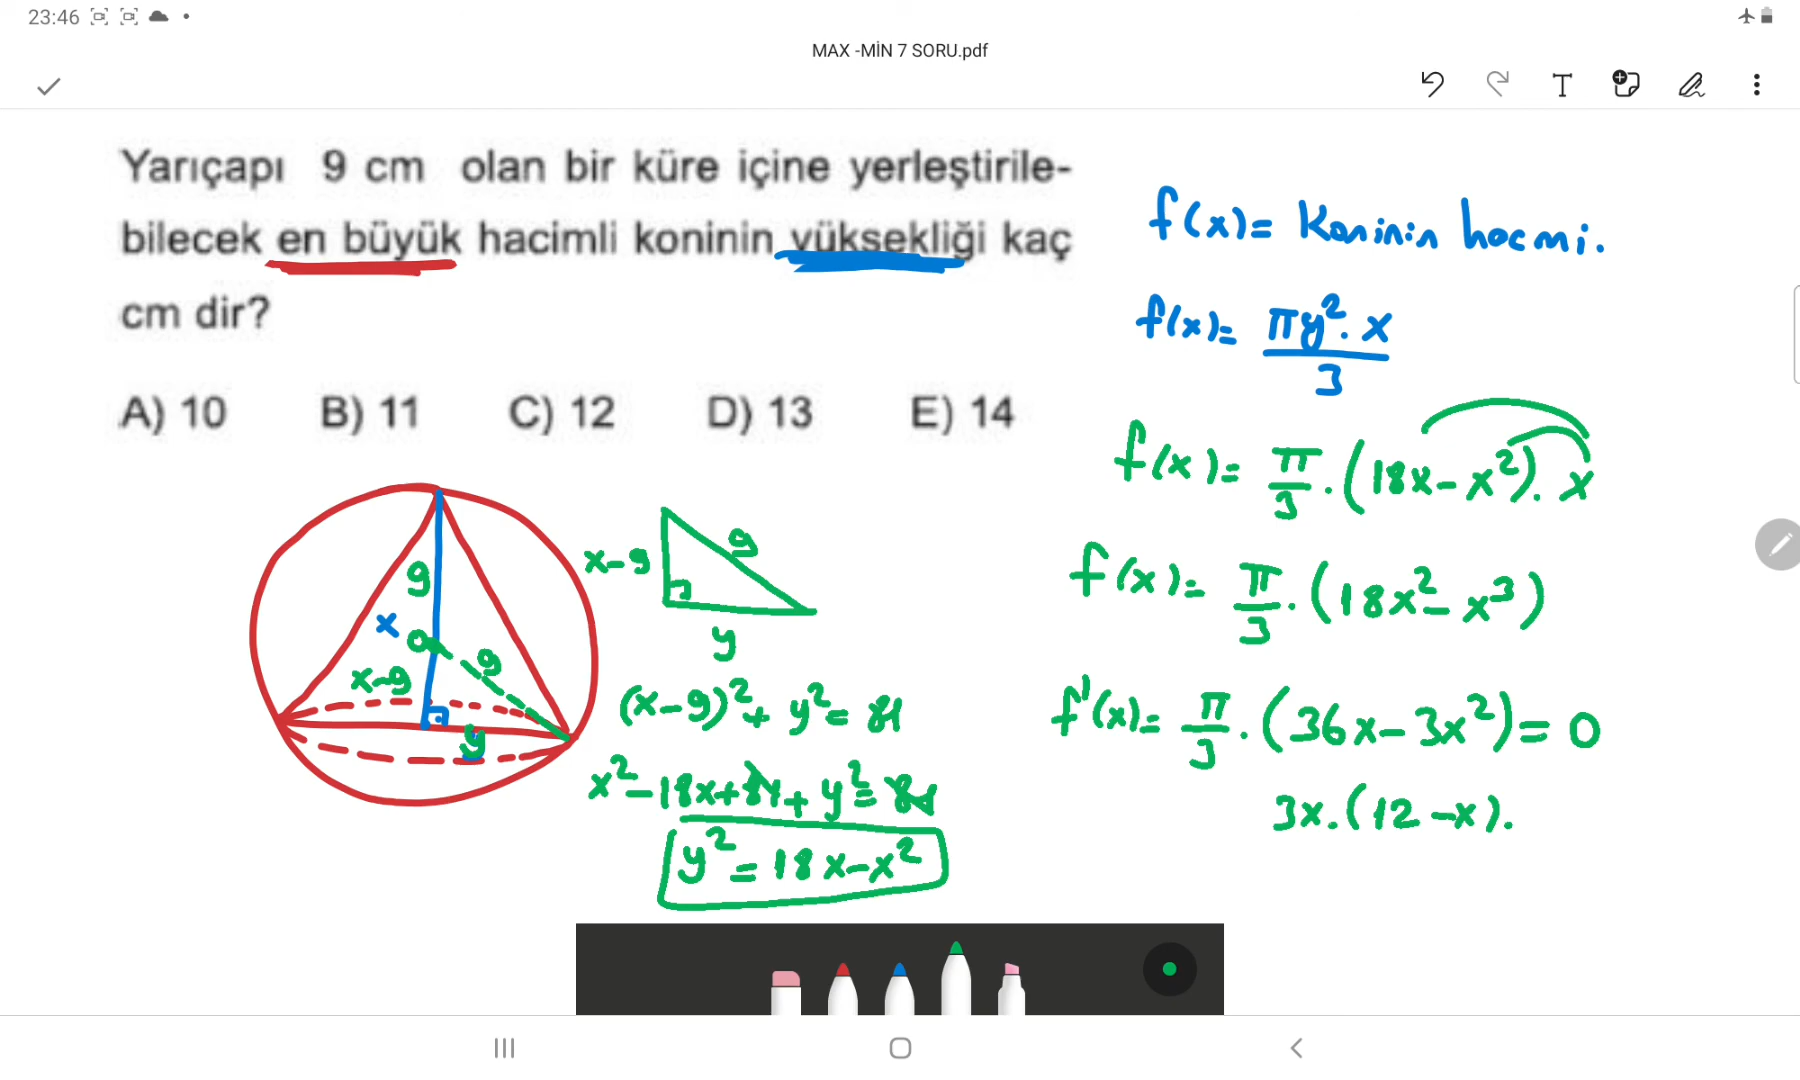 23:46
MAX -MİN 7 SORU.pdf
T
Yarıçapı 9 cm olan bir küre içine yerleştirile-
bilecek en büyük hacimli koninin yüksekliği kaç
cm dir?
A) 10 B) 11 C) 12 D) 13 E) 14
9
x
O
9
x-9
y
x-9
9
y
(x-9)²+ y²= 81
x²-18x+81+ y²= 81
y²= 18x-x²
f(x)= Koninin hacmi.
f(x)= πy².x/3
f(x)= π/3.(18x-x²).x
f(x)= π/3.(18x²-x³)
f'(x)= π/3.(36x-3x²)=0
3x.(12-x).